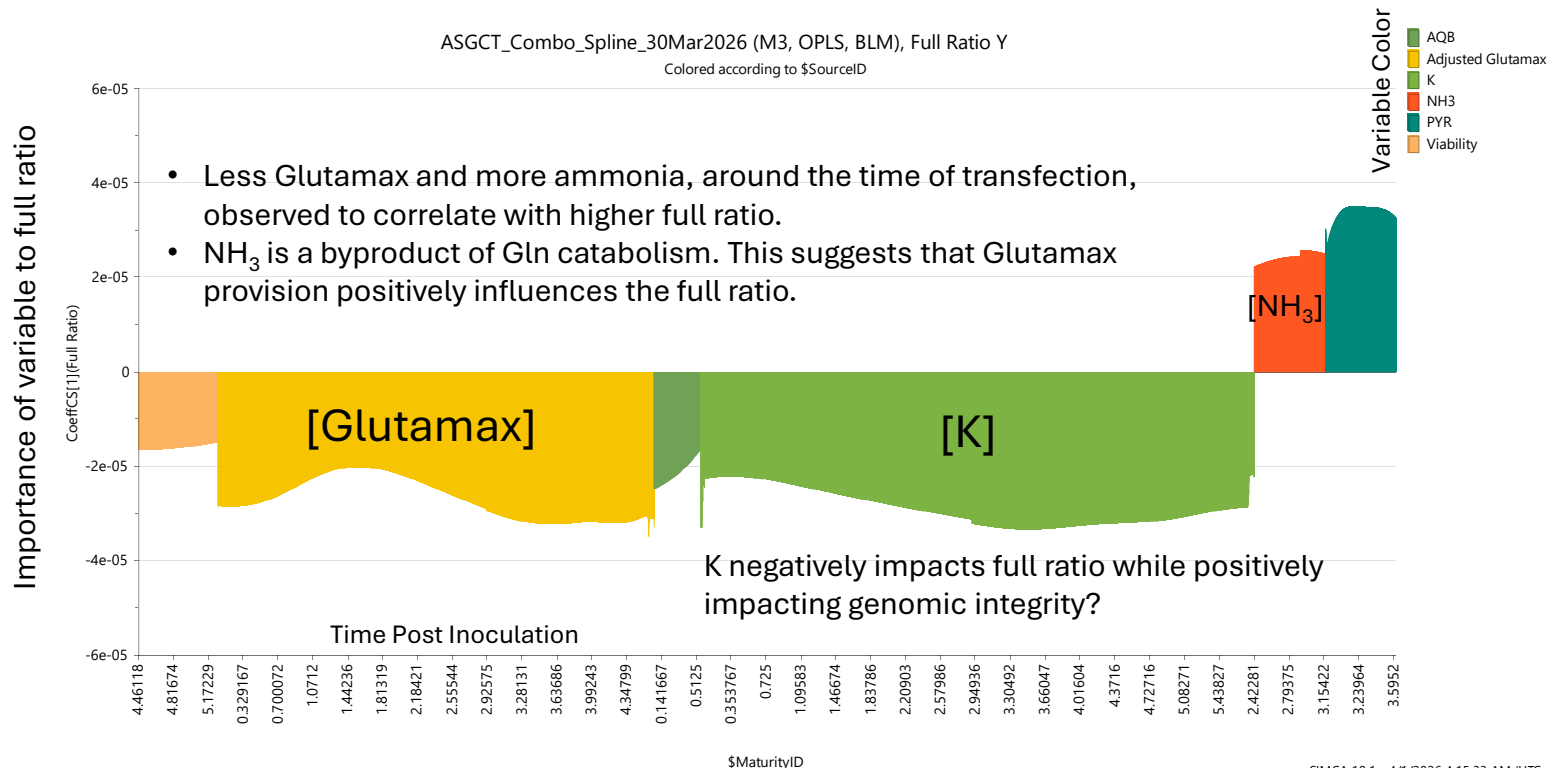 ASGCT_Combo_Spline_30Mar2026 (M3, OPLS, BLM), Full Ratio Y
Colored according to $SourceID
Variable Color
AQB
Adjusted Glutamax
K
NH3
PYR
Viability
Importance of variable to full ratio
CoeffCS[1](Full Ratio)
6e-05
4e-05
2e-05
0
-2e-05
-4e-05
-6e-05
• Less Glutamax and more ammonia, around the time of transfection,
observed to correlate with higher full ratio.
• NH3 is a byproduct of Gln catabolism. This suggests that Glutamax
provision positively influences the full ratio.
[NH3]
[Glutamax]
[K]
K negatively impacts full ratio while positively
impacting genomic integrity?
Time Post Inoculation
4.46118
4.81674
5.17229
0.329167
0.700072
1.0712
1.44236
1.81319
2.18421
2.55544
2.92575
3.28131
3.63686
3.99243
4.34799
0.141667
0.5125
0.353767
0.725
1.09583
1.46674
1.83786
2.20903
2.57986
2.94936
3.30492
3.66047
4.01604
4.3716
4.72716
5.08271
5.43827
2.42281
2.79375
3.15422
3.23964
3.5952
$MaturityID